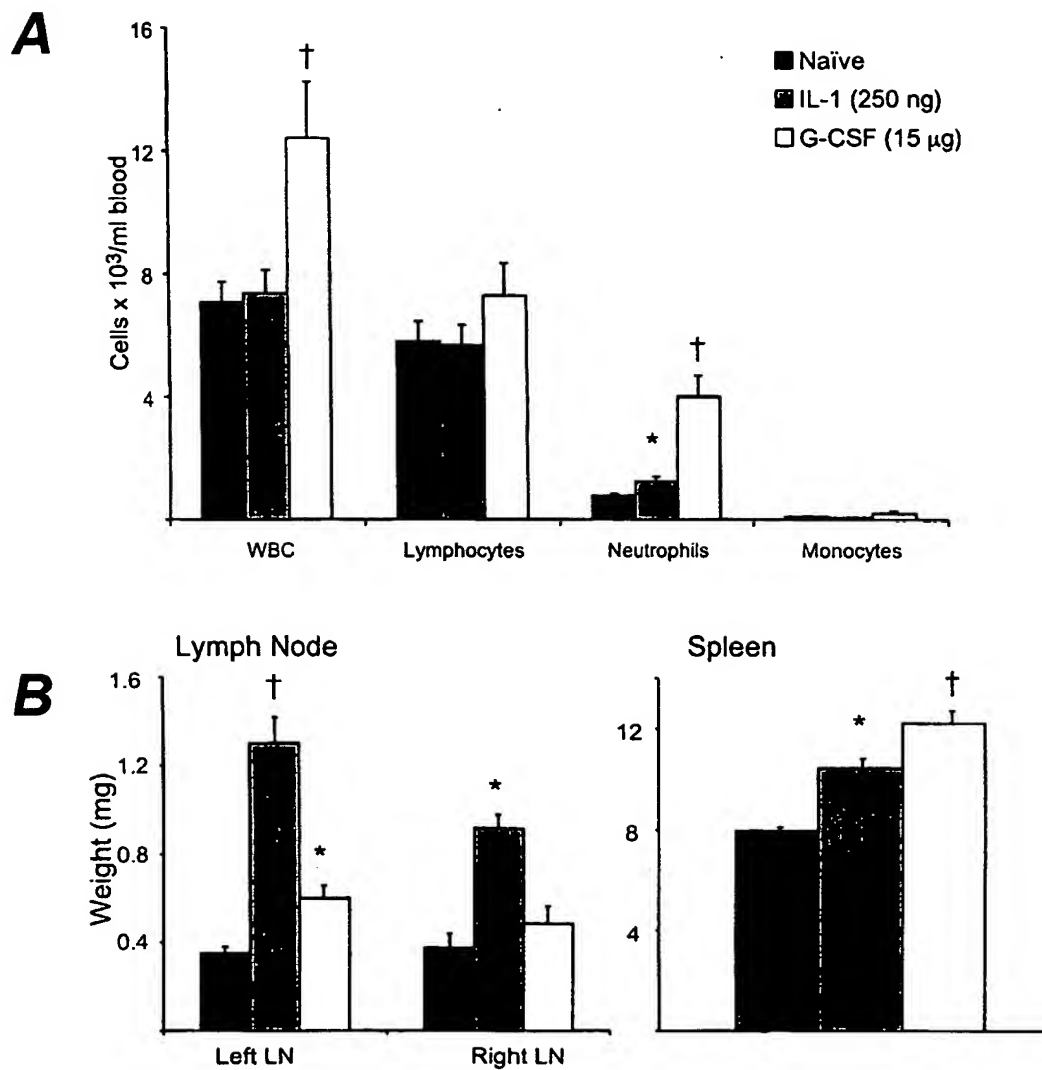 A
16
†
Naïve
IL-1 (250 ng)
G-CSF (15 μg)
12
Cells x 10³/ml blood
8
†
4
*
WBC
Lymphocytes
Neutrophils
Monocytes
Lymph Node
Spleen
B
1.6
†
†
12
*
1.2
*
Weight (mg)
0.8
8
*
0.4
4
Left LN
Right LN